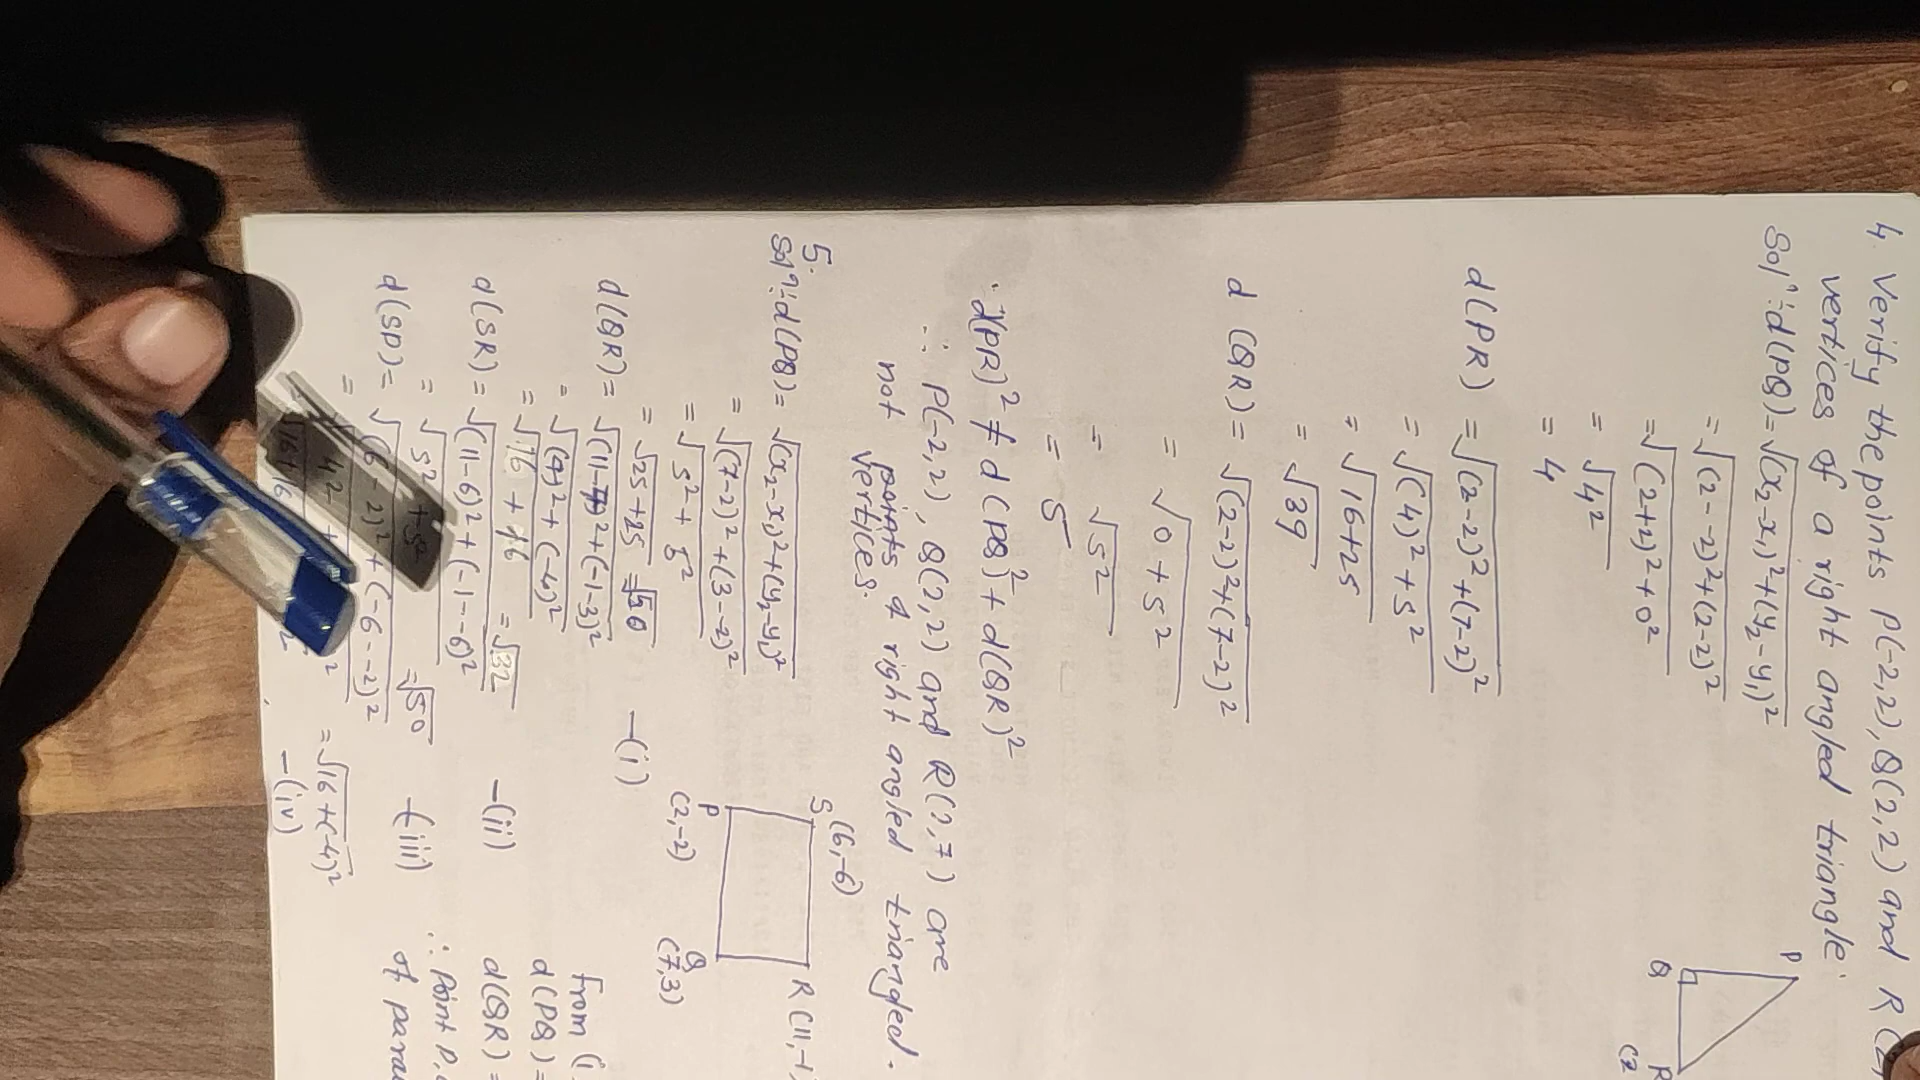 4. Verify the points P(-2,2), Q(2,2) and R(2,
vertices of a right angled triangle.
Solⁿ:- d(PQ) = √(x₂-x₁)²+(y₂-y₁)²
= √(2--2)²+(2-2)²
= √(2+2)²+0²
= √4²
= 4
P
Q
R
(2
d(PR) = √(2-2)²+(7-2)²
= √(4)²+5²
= √16+25
= √39
d(QR) = √(2-2)²+(7-2)²
= √0+5²
= √5²
= 5
d(PR)² ≠ d(PQ)² + d(QR)²
∴ P(-2,2), Q(2,2) and R(2,7) are
not points of right angled triangled.
vertices.
5.
Solⁿ:- d(PQ) = √(x₂-x₁)²+(y₂-y₁)²
= √(7-2)²+(3--2)²
= √5²+5²
= √25+25 = √50 -(i)
S (6,-6)
R (11,-1
P (2,-2)
Q (7,3)
d(QR) = √(11-7)²+(-1-3)²
= √(4)²+(-4)²
= √16+16 = √32 -(ii)
d(SR) = √(11-6)²+(-1--6)²
= √5²+5² = √50 -(iii)
d(SP) = √(6-2)²+(-6--2)²
= √16+(-4)²
-(iv)
from (i
d(PQ) =
d(QR) =
∴ Point P,
of para